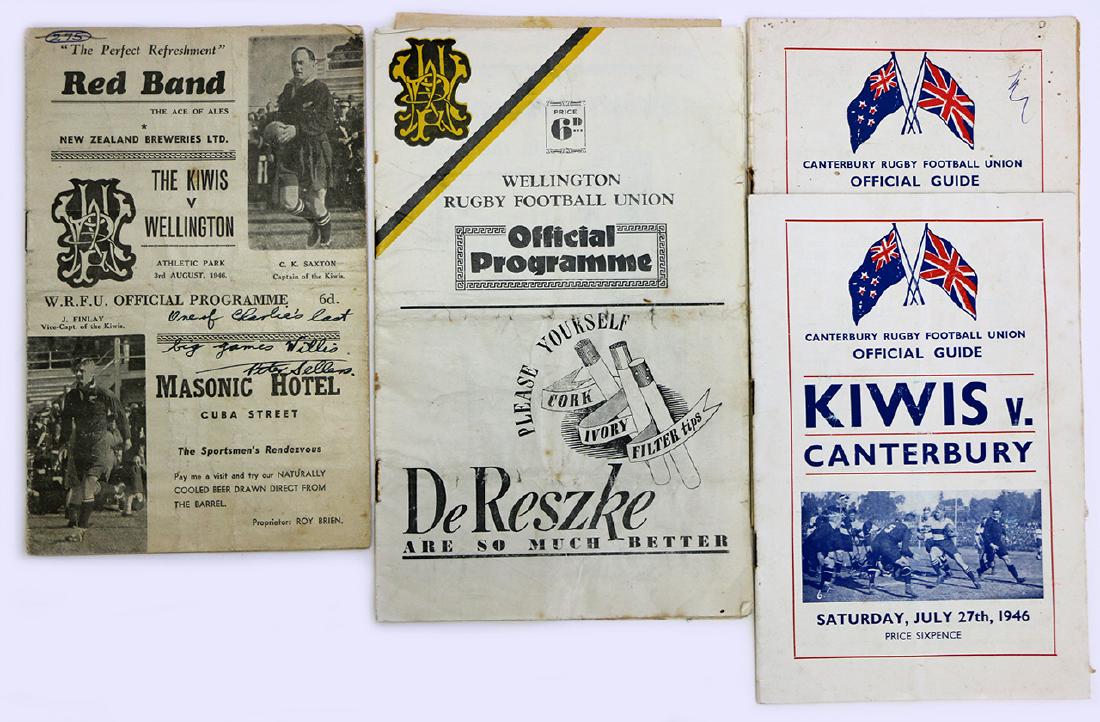 275
"The Perfect Refreshment"
Red Band
THE ACE OF ALES
*
NEW ZEALAND BREWERIES LTD.
THE KIWIS
V
WELLINGTON
ATHLETIC PARK
3rd AUGUST, 1946.
C. K. SAXTON
Captain of the Kiwis.
W.R.F.U. OFFICIAL PROGRAMME 6d.
J. FINLAY
Vice-Capt. of the Kiwis.
One of Charlie's last
big games Willis.
Peter Sellers.
MASONIC HOTEL
CUBA STREET
The Sportsmen's Rendezvous
Pay me a visit and try our NATURALLY
COOLED BEER DRAWN DIRECT FROM
THE BARREL.
Proprietor: ROY BRIEN.
PRICE
6D
WELLINGTON
RUGBY FOOTBALL UNION
Official
Programme
PLEASE YOURSELF
CORK
IVORY
FILTER tips
De Reszke
ARE SO MUCH BETTER
CANTERBURY RUGBY FOOTBALL UNION
OFFICIAL GUIDE
CANTERBURY RUGBY FOOTBALL UNION
OFFICIAL GUIDE
KIWIS v.
CANTERBURY
SATURDAY, JULY 27th, 1946
PRICE SIXPENCE